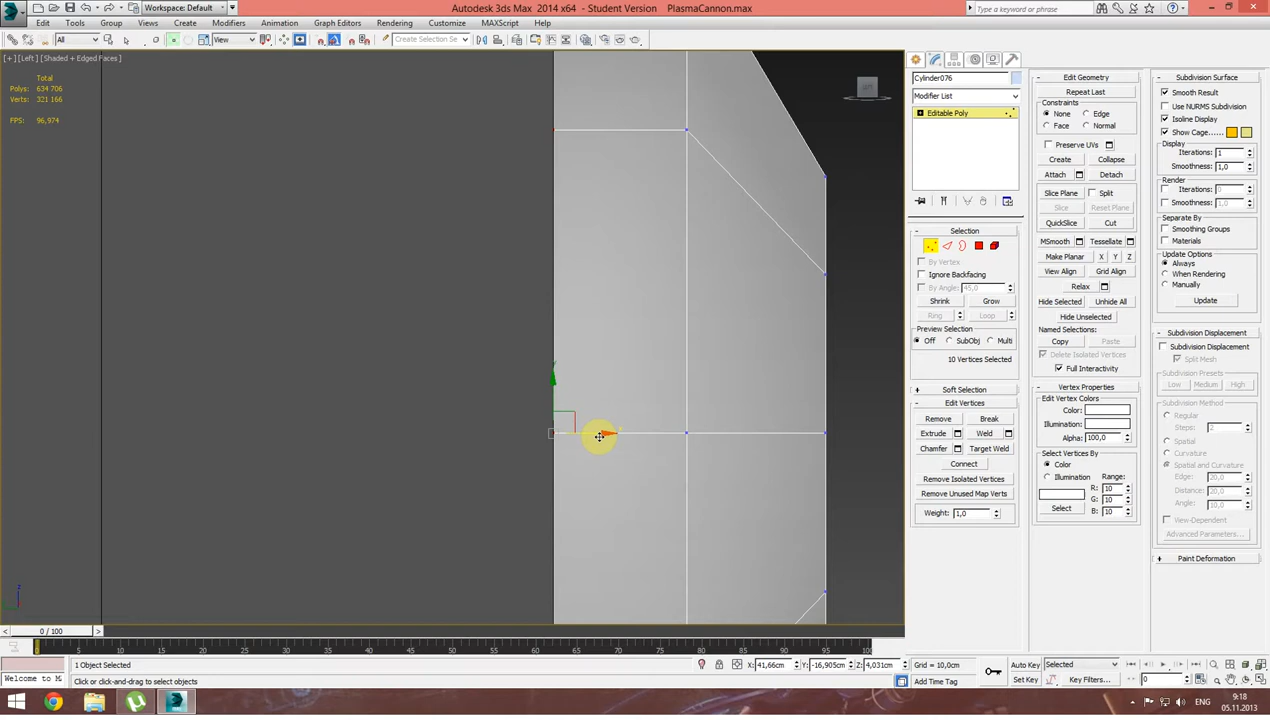 Workspace: Default
Autodesk 3ds Max 2014 x64 - Student Version PlasmaCannon.max
Type a keyword or phrase
Edit Tools Group Views Create Modifiers Animation Graph Editors Rendering Customize MAXScript Help
All View Create Selection Se
[+] [Left] [Shaded + Edged Faces]
Total
Polys: 634 706
Verts: 321 166
FPS: 96,974
Cylinder076
Modifier List
Editable Poly
Selection
By Vertex
Ignore Backfacing
By Angle: 45,0
Shrink Grow
Ring Loop
Preview Selection
Off SubObj Multi
10 Vertices Selected
Soft Selection
Edit Vertices
Remove Break
Extrude Weld
Chamfer Target Weld
Connect
Remove Isolated Vertices
Remove Unused Map Verts
Weight: 1,0
Edit Geometry
Repeat Last
Constraints
None Edge
Face Normal
Preserve UVs
Create Collapse
Attach Detach
Slice Plane Split
Slice Reset Plane
QuickSlice Cut
MSmooth Tessellate
Make Planar X Y Z
View Align Grid Align
Relax
Hide Selected Unhide All
Hide Unselected
Named Selections:
Copy Paste
Delete Isolated Vertices
Full Interactivity
Vertex Properties
Edit Vertex Colors
Color:
Illumination:
Alpha: 100,0
Select Vertices By
Color Range:
Illumination R: 10
G: 10
Select B: 10
Subdivision Surface
Smooth Result
Use NURMS Subdivision
Isoline Display
Show Cage......
Display
Iterations: 1
Smoothness: 1,0
Render
Iterations: 0
Smoothness: 1,0
Separate By
Smoothing Groups
Materials
Update Options
Always
When Rendering
Manually
Update
Subdivision Displacement
Subdivision Displacement
Split Mesh
Subdivision Presets
Low Medium High
Subdivision Method
Regular
Steps: 2
Spatial
Curvature
Spatial and Curvature
Edge: 20,0
Distance: 20,0
Angle: 10,0
View-Dependent
Advanced Parameters...
Paint Deformation
0 / 100
0 5 10 15 20 25 30 35 40 45 50 55 60 65 70 75 80 85 90 95 100
1 Object Selected X: 41,66cm Y: -16,905cm Z: 4,031cm Grid = 10,0cm Auto Key Selected
Welcome to M Click or click-and-drag to select objects Add Time Tag Set Key Key Filters... 0
ENG 9:18
05.11.2013